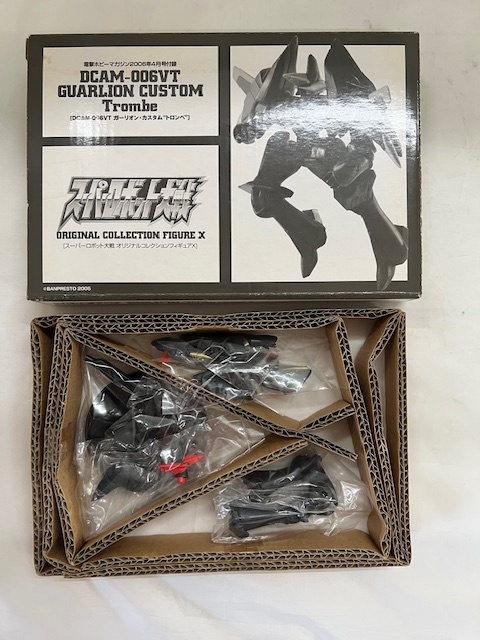 電撃ホビーマガジン2006年4月号付録
DCAM-006VT
GUARLION CUSTOM
Trombe
[DCAM-006VT ガーリオン・カスタム"トロンベ"]
スーパーロボット大戦
ORIGINAL COLLECTION FIGURE X
[スーパーロボット大戦 オリジナルコレクションフィギュアX]
©BANPRESTO 2005